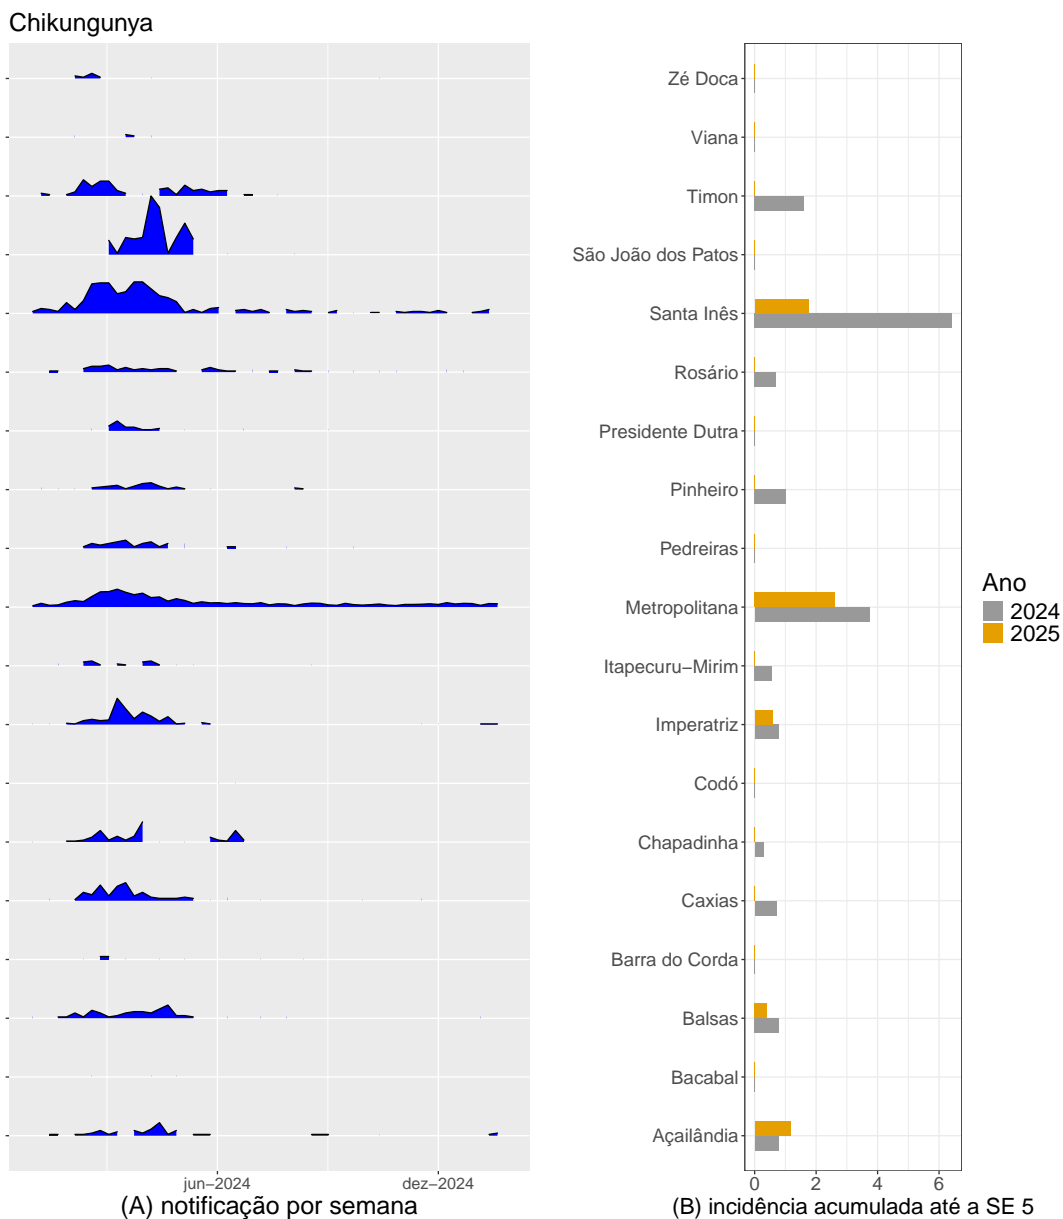 Chikungunya
Zé Doca
Viana
Timon
São João dos Patos
Santa Inês
Rosário
Presidente Dutra
Pinheiro
Pedreiras
Metropolitana
Itapecuru−Mirim
Imperatriz
Codó
Chapadinha
Caxias
Barra do Corda
Balsas
Bacabal
Açailândia
jun−2024 dez−2024
(A) notificação por semana
0 2 4 6
(B) incidência acumulada até a SE 5
Ano
2024
2025